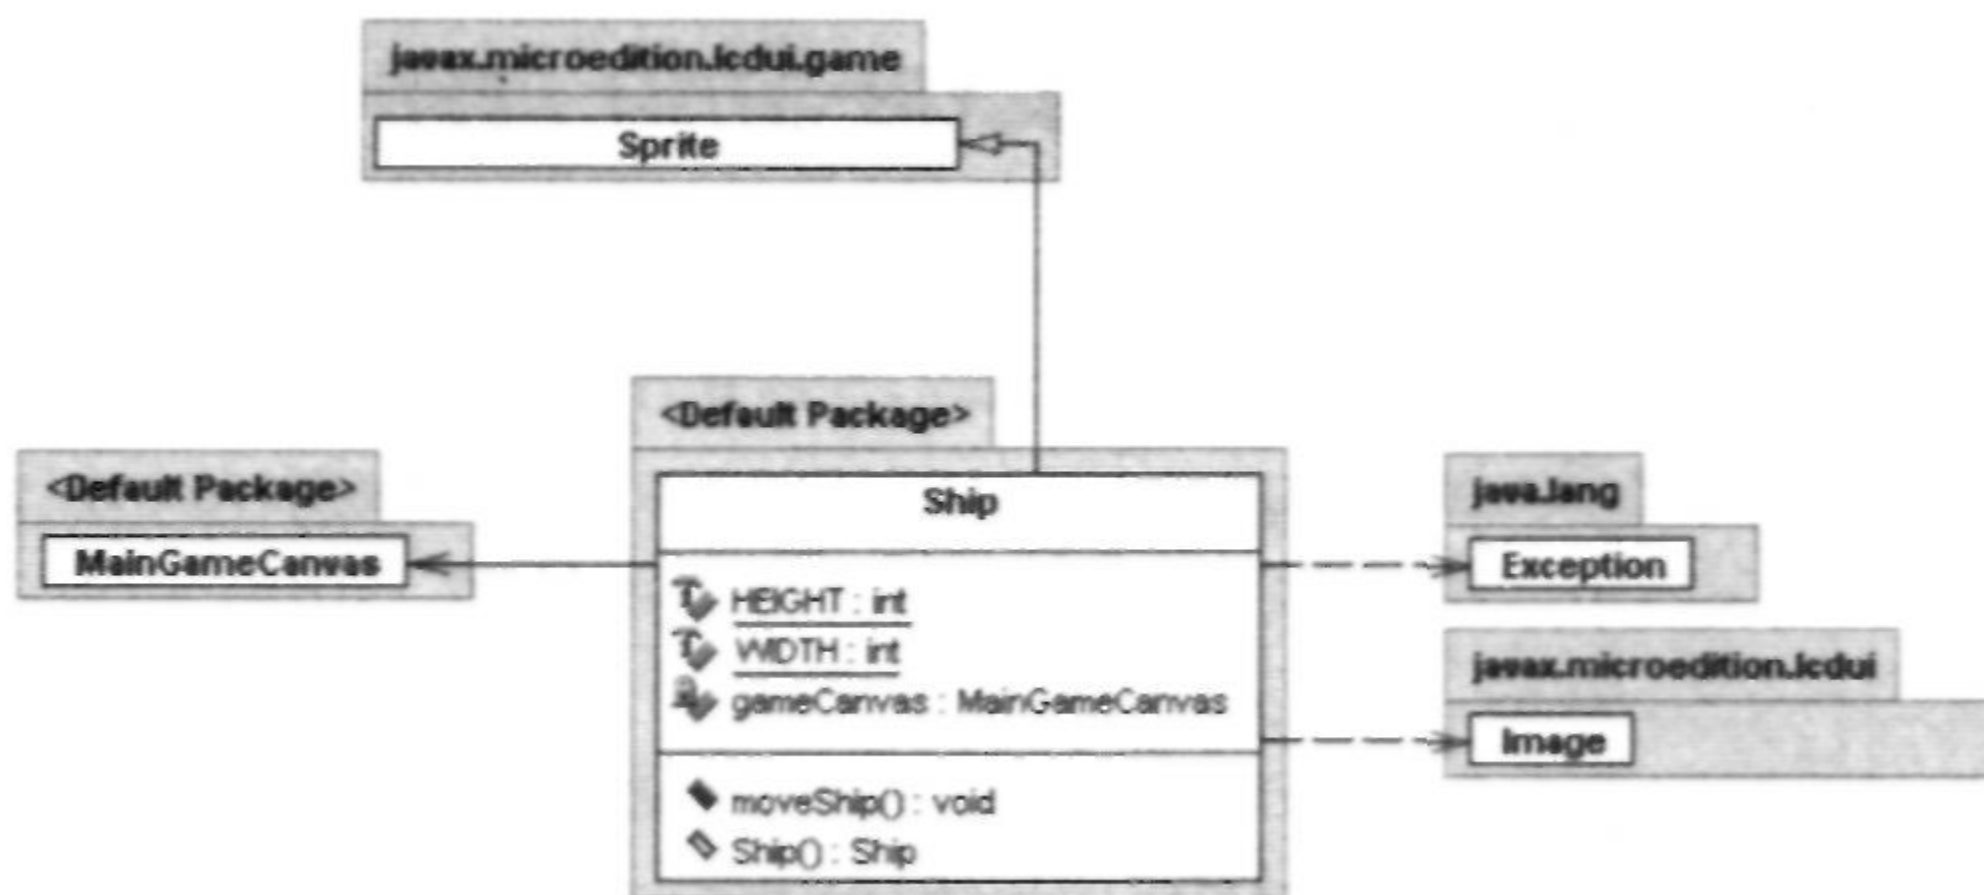 javax.microedition.lcdui.game
Sprite
<Default Package>
<Default Package>
MainGameCanvas
Ship
HEIGHT : int
WIDTH : int
gameCanvas : MainGameCanvas
moveShip() : void
Ship() : Ship
java.lang
Exception
javax.microedition.lcdui
Image